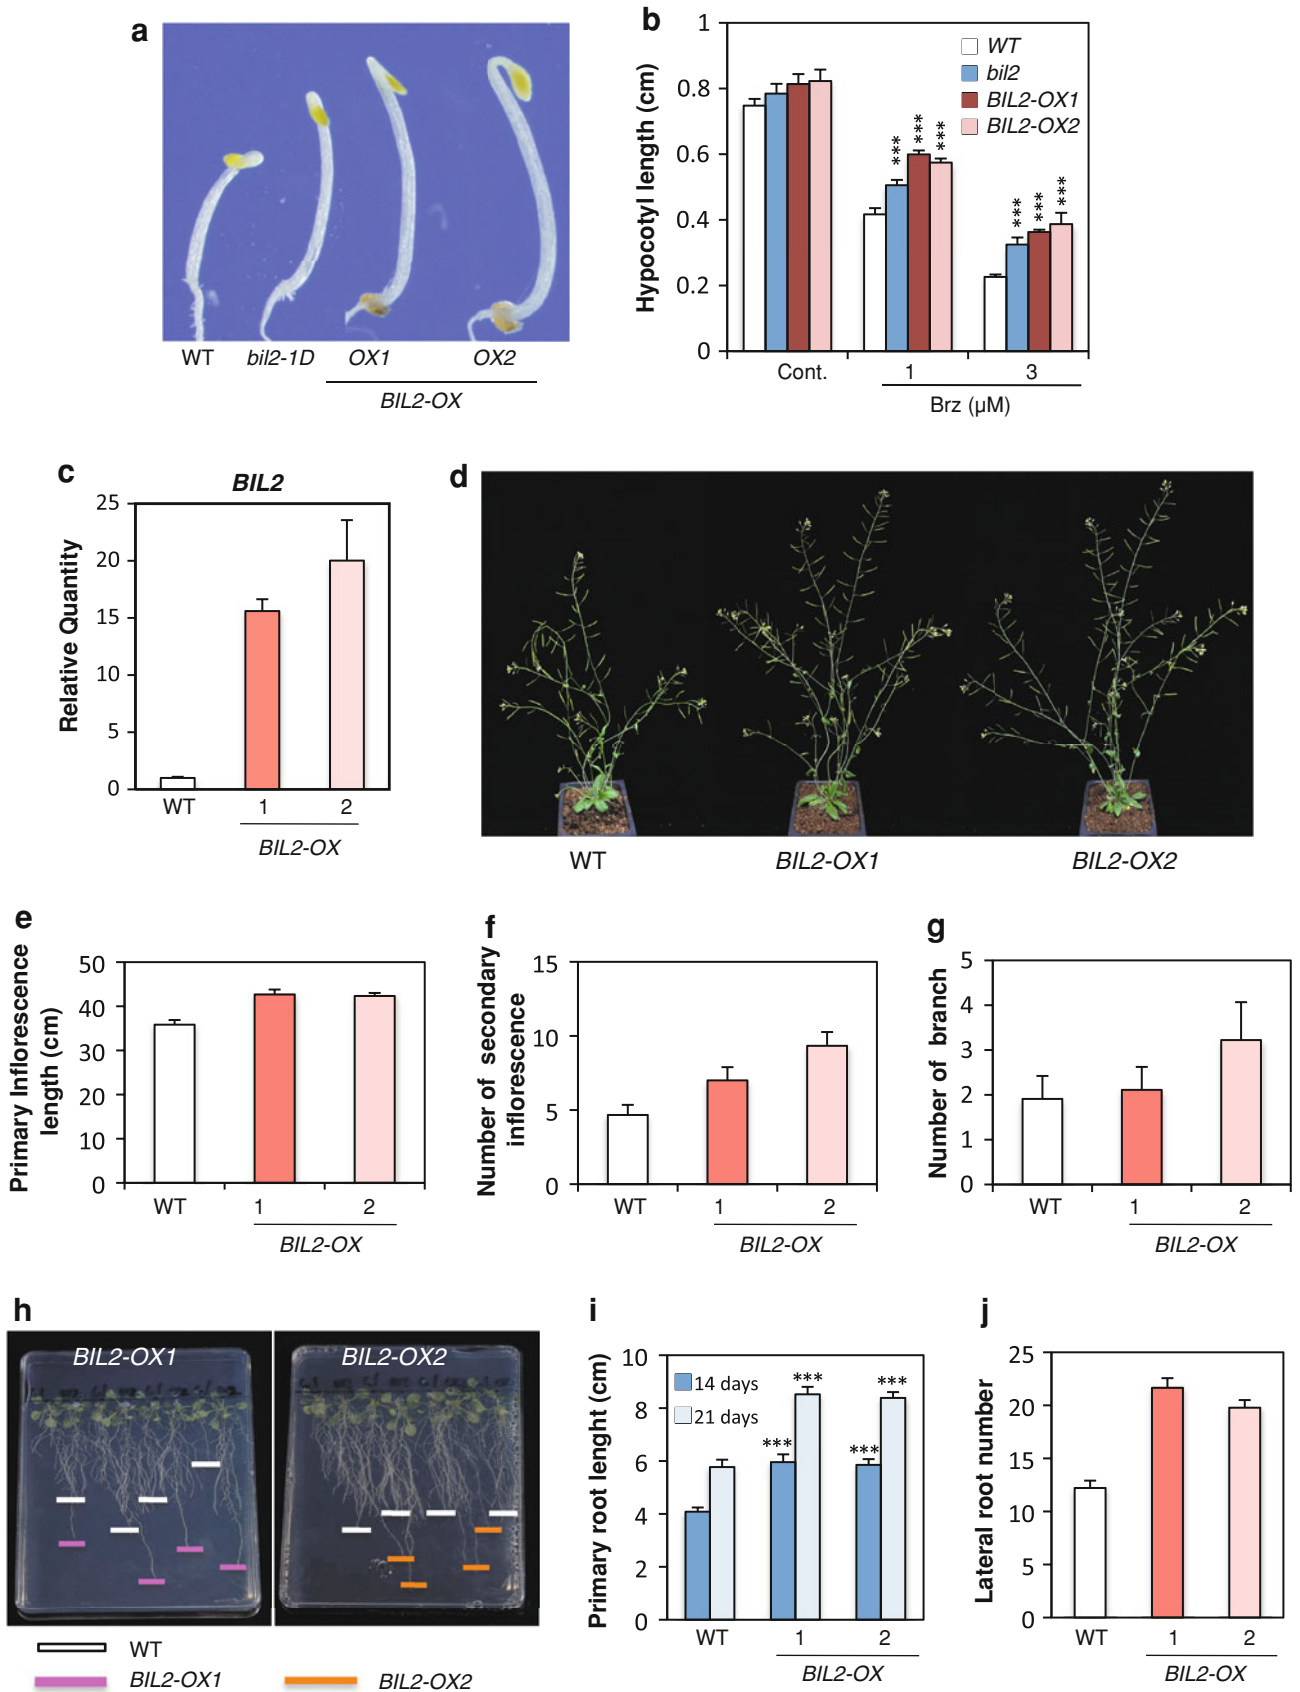 a
WT bil2-1D OX1 OX2
BIL2-OX
b
Hypocotyl length (cm)
1
0.8
0.6
0.4
0.2
0
WT
bil2
BIL2-OX1
BIL2-OX2
*** *** ***
*** *** ***
Cont. 1 3
Brz (µM)
c
BIL2
Relative Quantity
25
20
15
10
5
0
WT 1 2
BIL2-OX
d
WT BIL2-OX1 BIL2-OX2
e
Primary Inflorescence
length (cm)
50
40
30
20
10
0
WT 1 2
BIL2-OX
f
Number of secondary
inflorescence
15
10
5
0
WT 1 2
BIL2-OX
g
Number of branch
5
4
3
2
1
0
WT 1 2
BIL2-OX
h
BIL2-OX1 BIL2-OX2
WT
BIL2-OX1 BIL2-OX2
i
Primary root lenght (cm)
10
8
6
4
2
0
14 days
21 days
*** ***
*** ***
WT 1 2
BIL2-OX
j
Lateral root number
25
20
15
10
5
0
WT 1 2
BIL2-OX